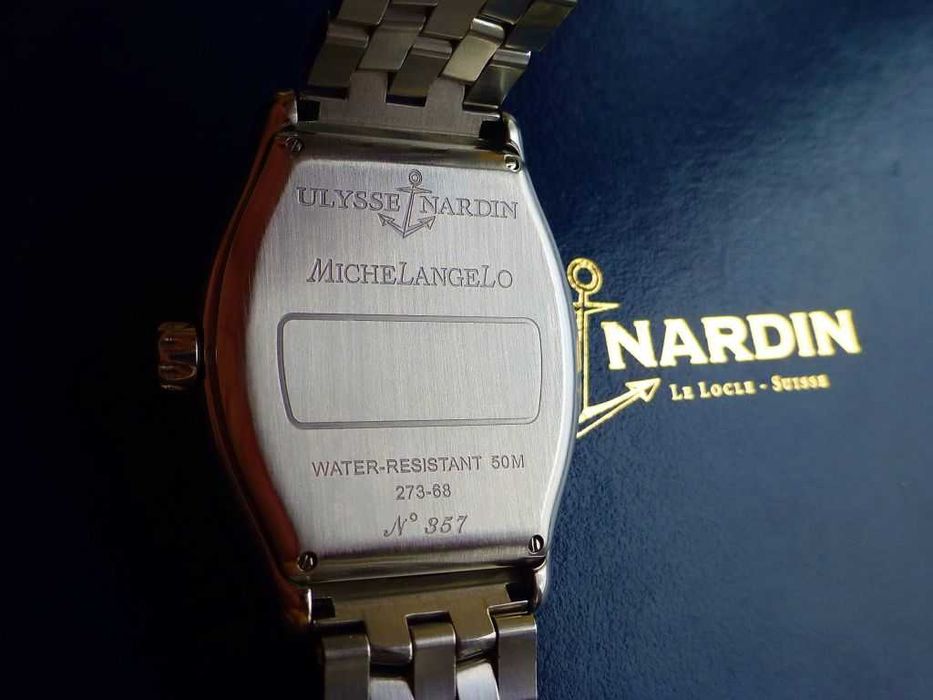 ULYSSE NARDIN
MICHELANGELO
WATER-RESISTANT 50M
273-68
N° 357
NARDIN
LE LOCLE - SUISSE